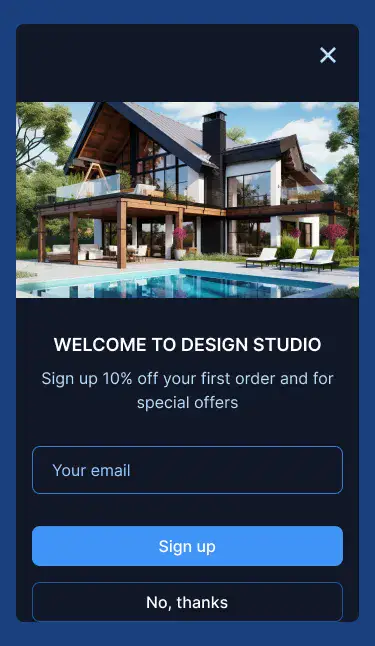 WELCOME TO DESIGN STUDIO
Sign up 10% off your first order and for
special offers
Your email
Sign up
No, thanks